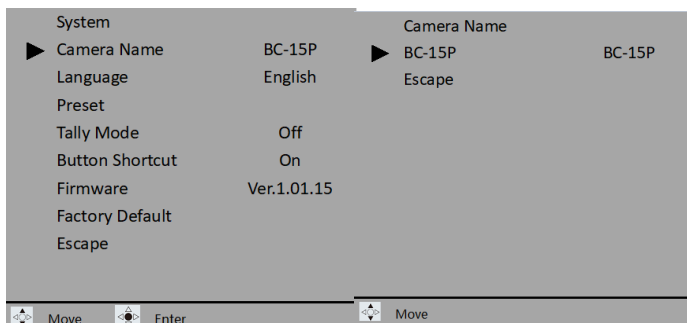 System
Camera Name BC-15P
Language English
Preset
Tally Mode Off
Button Shortcut On
Firmware Ver.1.01.15
Factory Default
Escape
Move Enter
Camera Name
BC-15P BC-15P
Escape
Move